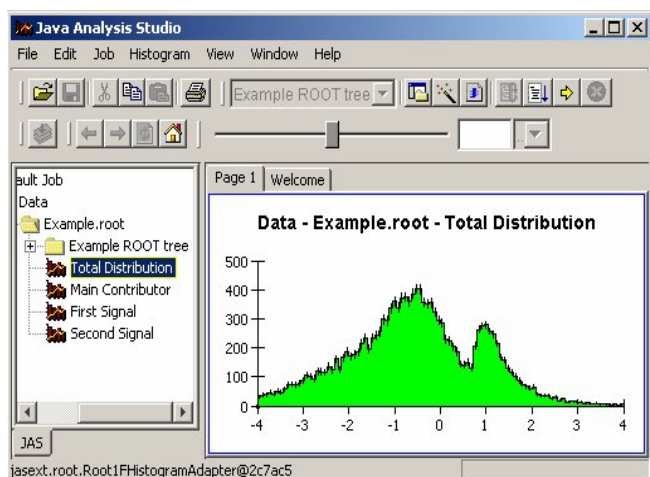 Java Analysis Studio
File Edit Job Histogram View Window Help
Example ROOT tree
ault Job
Data
Example.root
Example ROOT tree
Total Distribution
Main Contributor
First Signal
Second Signal
JAS
Page 1 Welcome
Data - Example.root - Total Distribution
500
400
300
200
100
0
-4 -3 -2 -1 0 1 2 3 4
jasext.root.Root1FHistogramAdapter@2c7ac5